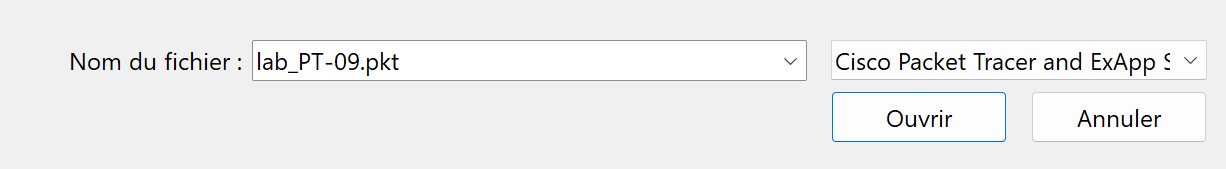 Nom du fichier : lab_PT-09.pkt Cisco Packet Tracer and ExApp S
Ouvrir Annuler